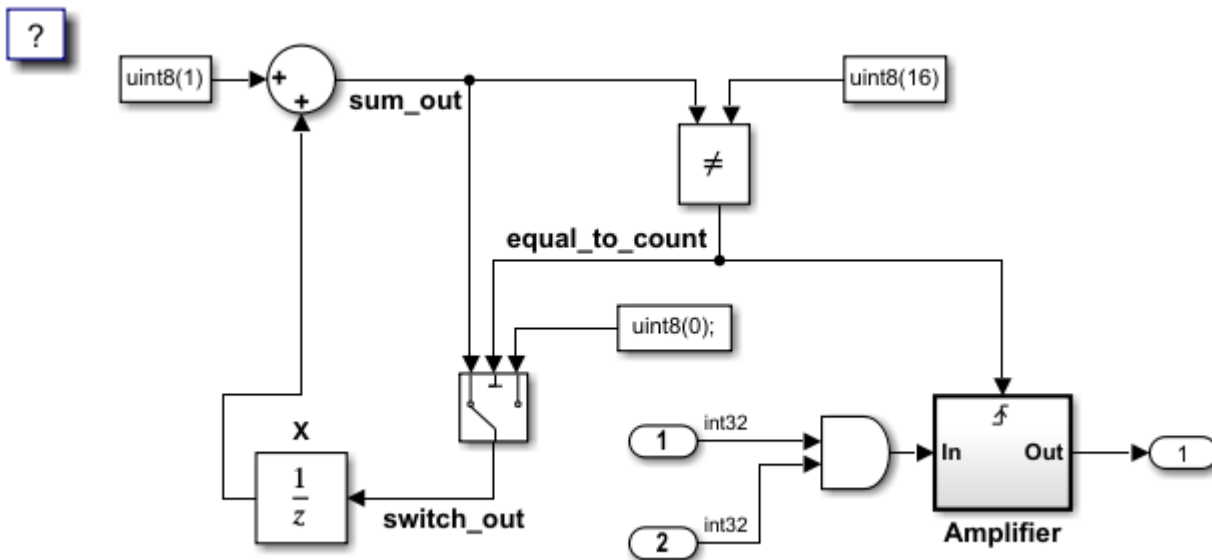 ?
uint8(1)
+
+
sum_out
uint8(16)
≠
equal_to_count
uint8(0);
X
1
z
switch_out
1
int32
2
int32
In
Out
Amplifier
1